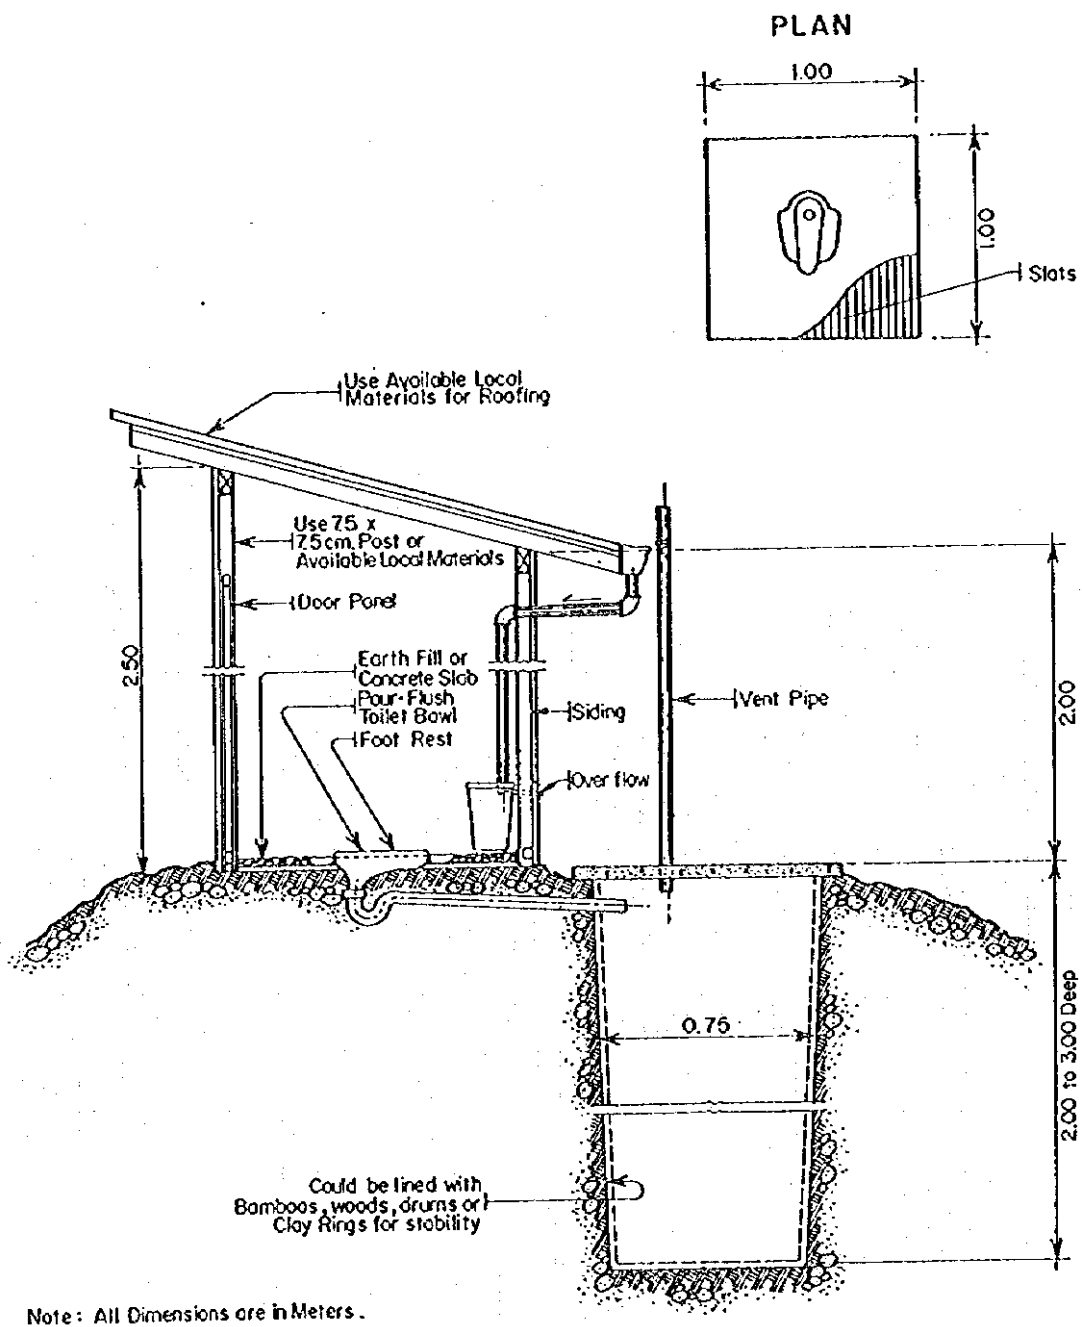 PLAN
1.00
1.00
Slats
Use Available Local
Materials for Roofing
Use 7.5 x
7.5 cm. Post or
Available Local Materials
Door Panel
2.50
Earth Fill or
Concrete Slab
Pour-Flush
Toilet Bowl
Foot Rest
Siding
Over flow
Vent Pipe
2.00
0.75
2.00 to 3.00 Deep
Could be lined with
Bamboos, woods, drums or
Clay Rings for stability
Note : All Dimensions are in Meters .